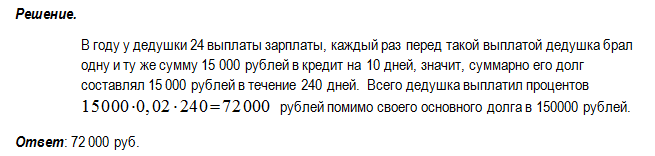 Решение.
В году у дедушки 24 выплаты зарплаты, каждый раз перед такой выплатой дедушка брал
одну и ту же сумму 15 000 рублей в кредит на 10 дней, значит, суммарно его долг
составлял 15 000 рублей в течение 240 дней. Всего дедушка выплатил процентов
15000·0,02·240=72000 рублей помимо своего основного долга в 150000 рублей.
Ответ: 72 000 руб.